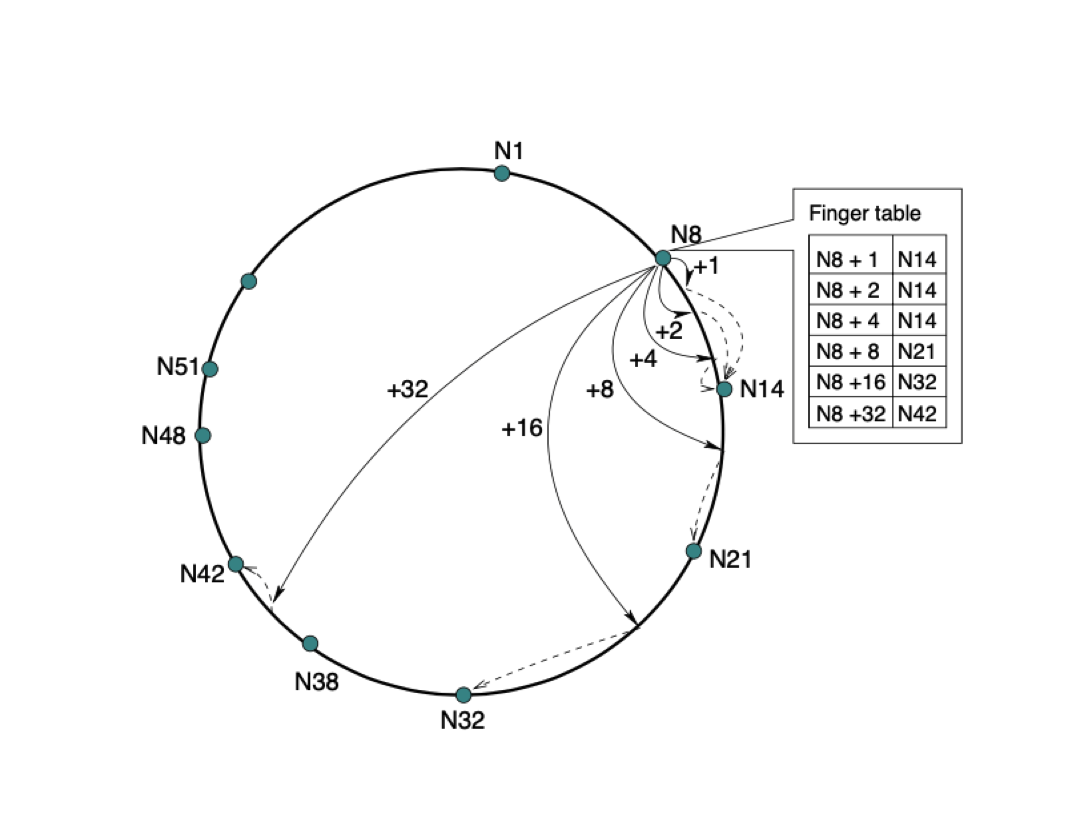 N1
N8
+1
+2
+4
+8
+16
+32
N14
N21
N32
N38
N42
N48
N51
Finger table
N8 + 1 N14
N8 + 2 N14
N8 + 4 N14
N8 + 8 N21
N8 +16 N32
N8 +32 N42